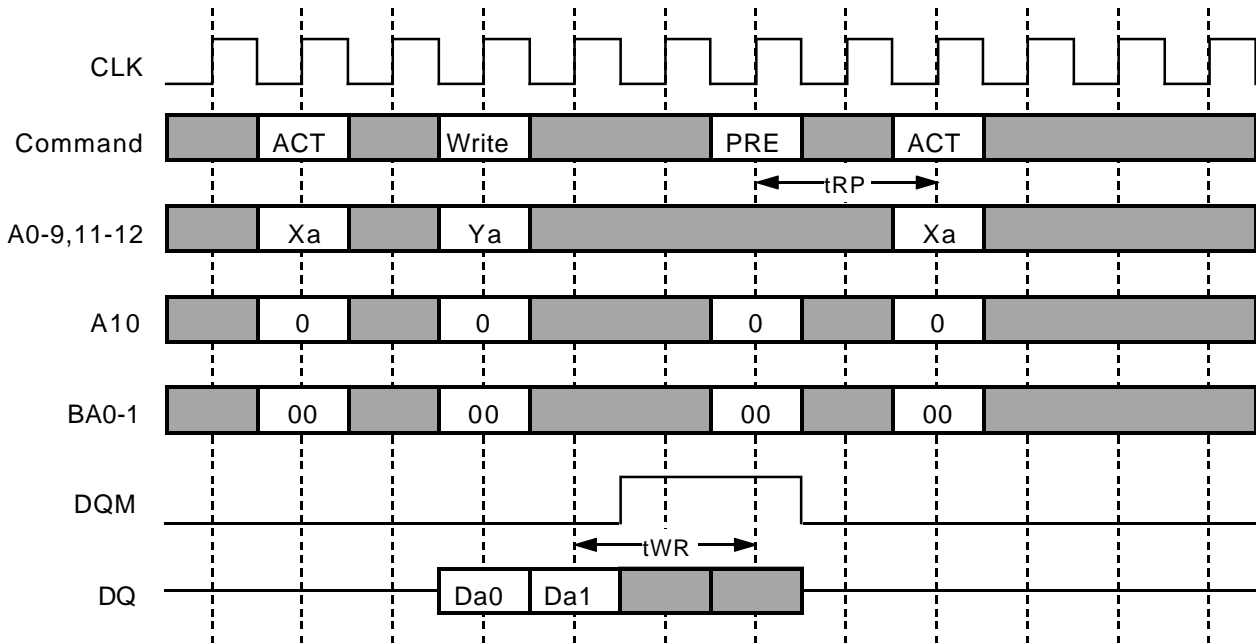 CLK
Command ACT Write PRE ACT
tRP
A0-9,11-12 Xa Ya Xa
A10 0 0 0 0
BA0-1 00 00 00 00
DQM
tWR
DQ Da0 Da1